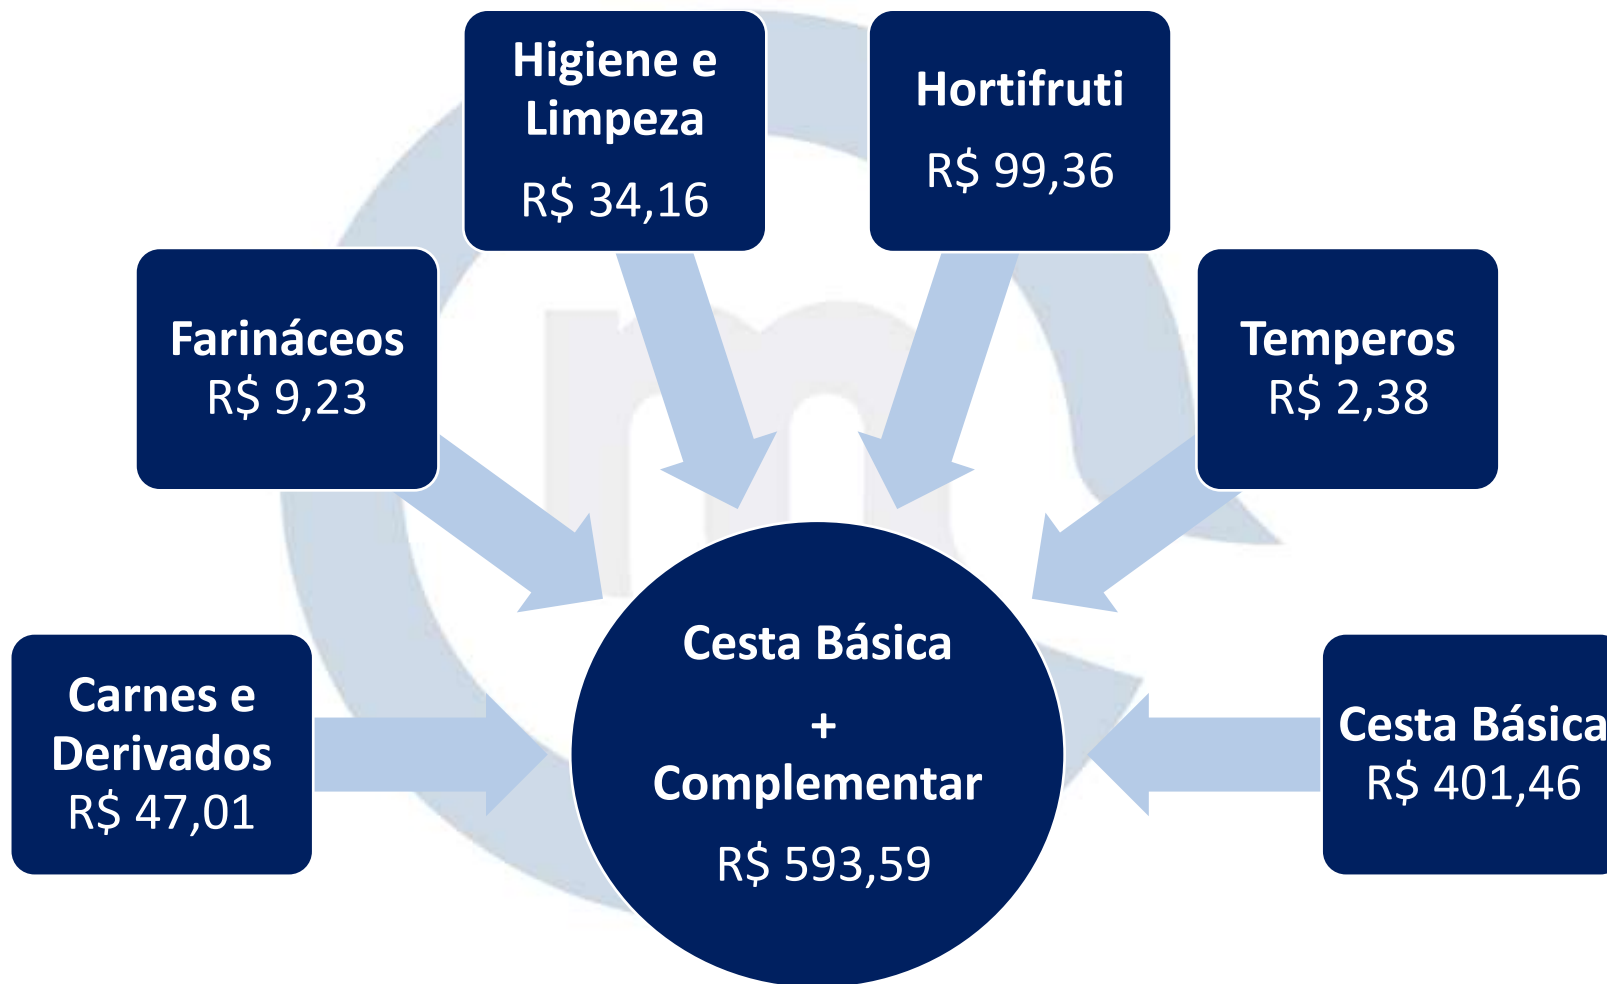 Higiene e
Limpeza
R$ 34,16
Hortifruti
R$ 99,36
Farináceos
R$ 9,23
Temperos
R$ 2,38
Carnes e
Derivados
R$ 47,01
Cesta Básica
+
Complementar
R$ 593,59
Cesta Básica
R$ 401,46